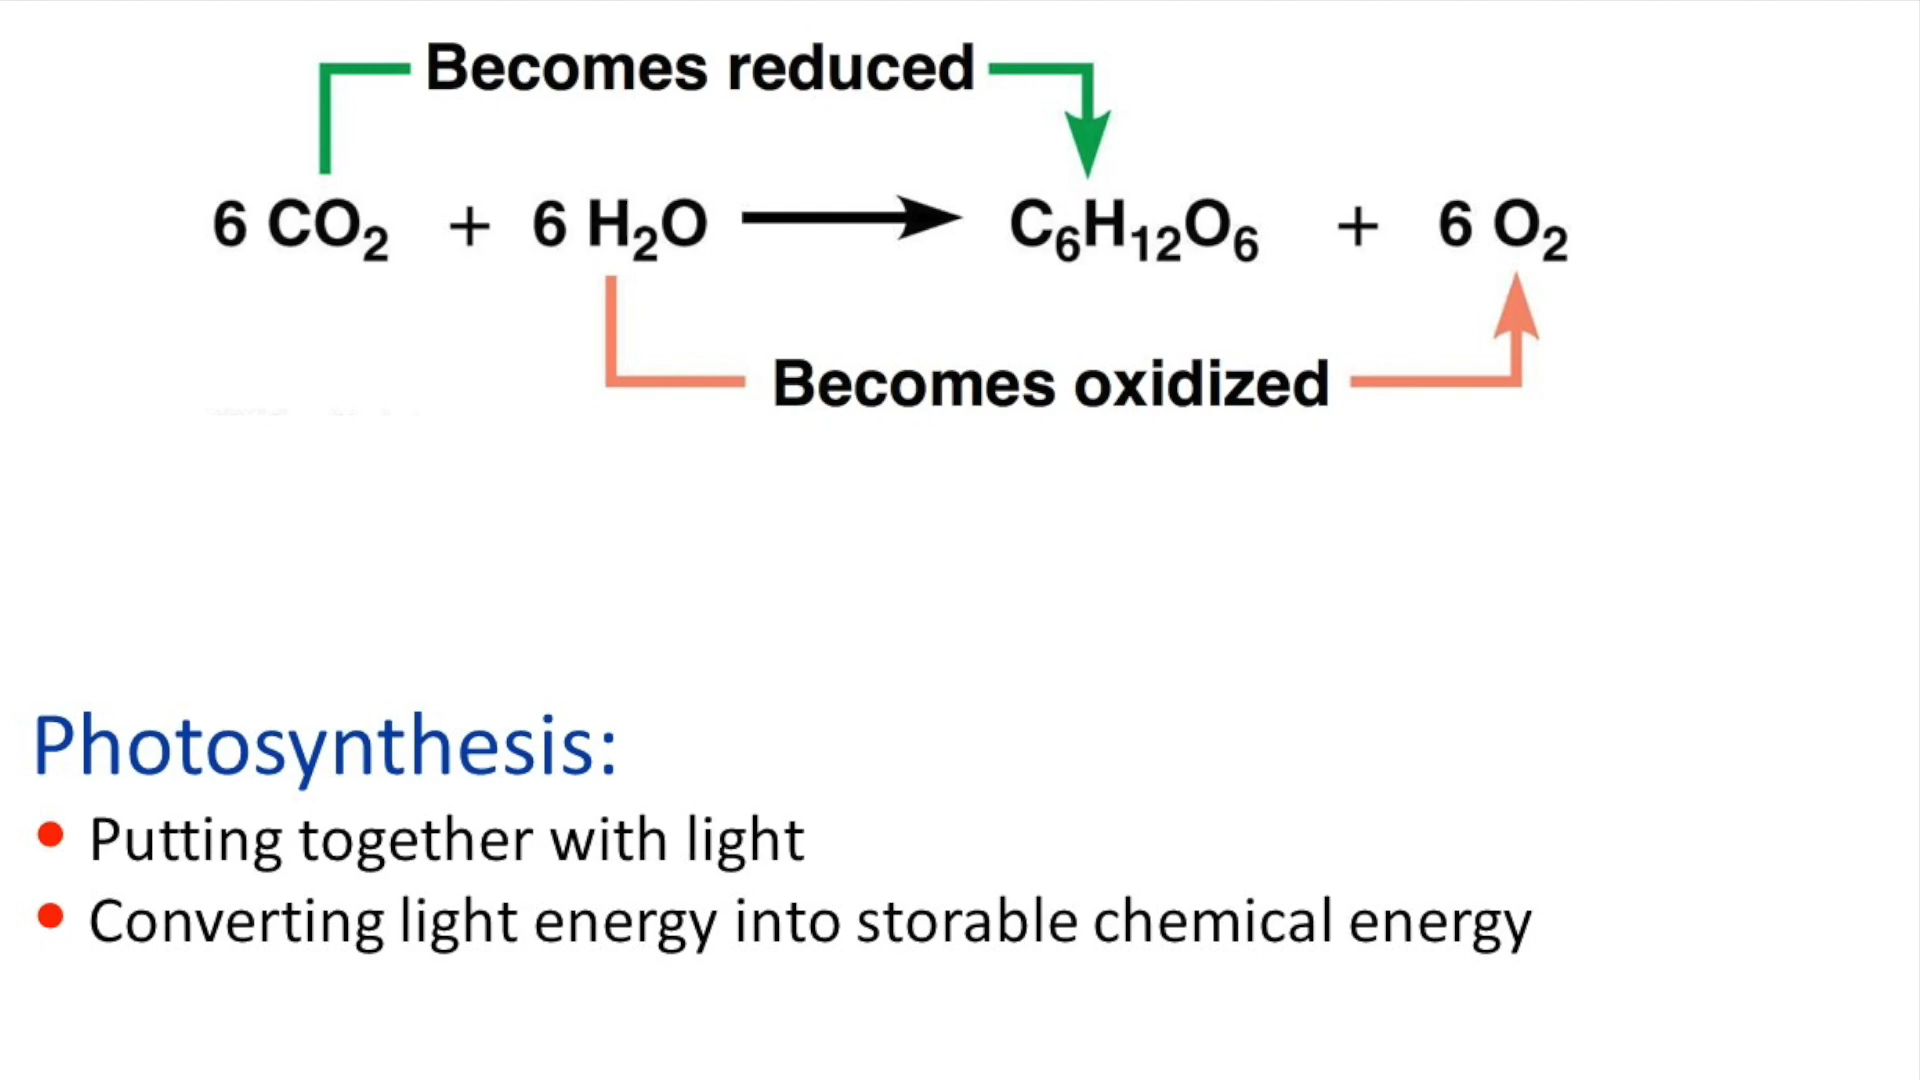 Becomes reduced
6 CO₂ + 6 H₂O → C₆H₁₂O₆ + 6 O₂
Becomes oxidized
Photosynthesis:
• Putting together with light
• Converting light energy into storable chemical energy